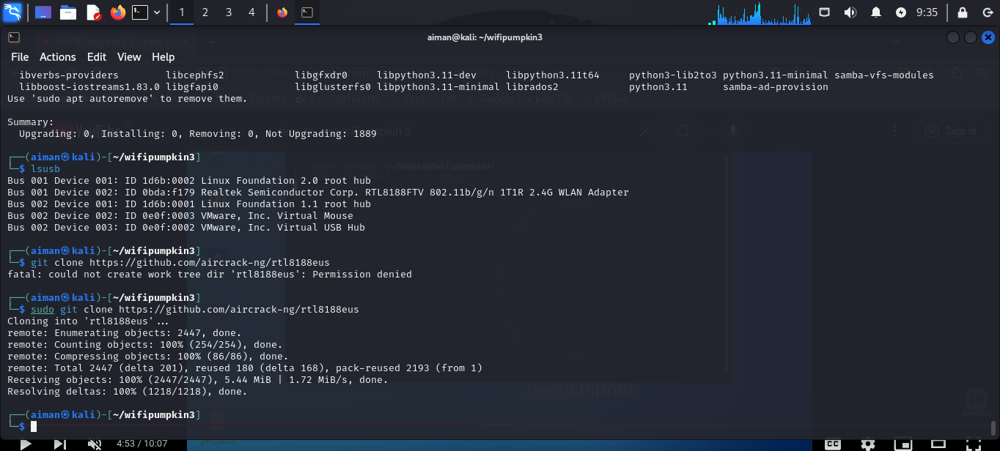 1 2 3 4 9:35
aiman@kali: ~/wifipumpkin3
File Actions Edit View Help
ibverbs-providers libcephfs2 libgfxdr0 libpython3.11-dev libpython3.11t64 python3-lib2to3 python3.11-minimal samba-vfs-modules
libboost-iostreams1.83.0 libgfapi0 libglusterfs0 libpython3.11-minimal librados2 python3.11 samba-ad-provision
Use 'sudo apt autoremove' to remove them.
Forums Kali NetHunter Exploit-DB Google Hacking DB OffSec
Summary:
Upgrading: 0, Installing: 0, Removing: 0, Not Upgrading: 1889
Sign in
┌──(aiman㉿kali)-[~/wifipumpkin3]
└─$ lsusb
Bus 001 Device 001: ID 1d6b:0002 Linux Foundation 2.0 root hub
Bus 001 Device 002: ID 0bda:f179 Realtek Semiconductor Corp. RTL8188FTV 802.11b/g/n 1T1R 2.4G WLAN Adapter
Bus 002 Device 001: ID 1d6b:0001 Linux Foundation 1.1 root hub
Bus 002 Device 002: ID 0e0f:0003 VMware, Inc. Virtual Mouse
Bus 002 Device 003: ID 0e0f:0002 VMware, Inc. Virtual USB Hub
┌──(aiman㉿kali)-[~/wifipumpkin3]
└─$ git clone https://github.com/aircrack-ng/rtl8188eus
fatal: could not create work tree dir 'rtl8188eus': Permission denied
┌──(aiman㉿kali)-[~/wifipumpkin3]
└─$ sudo git clone https://github.com/aircrack-ng/rtl8188eus
Cloning into 'rtl8188eus'...
remote: Enumerating objects: 2447, done.
remote: Counting objects: 100% (254/254), done.
remote: Compressing objects: 100% (86/86), done.
remote: Total 2447 (delta 201), reused 180 (delta 168), pack-reused 2193 (from 1)
Receiving objects: 100% (2447/2447), 5.44 MiB | 1.72 MiB/s, done.
Resolving deltas: 100% (1218/1218), done.
┌──(aiman㉿kali)-[~/wifipumpkin3]
└─$
4:53 / 10:07 CC